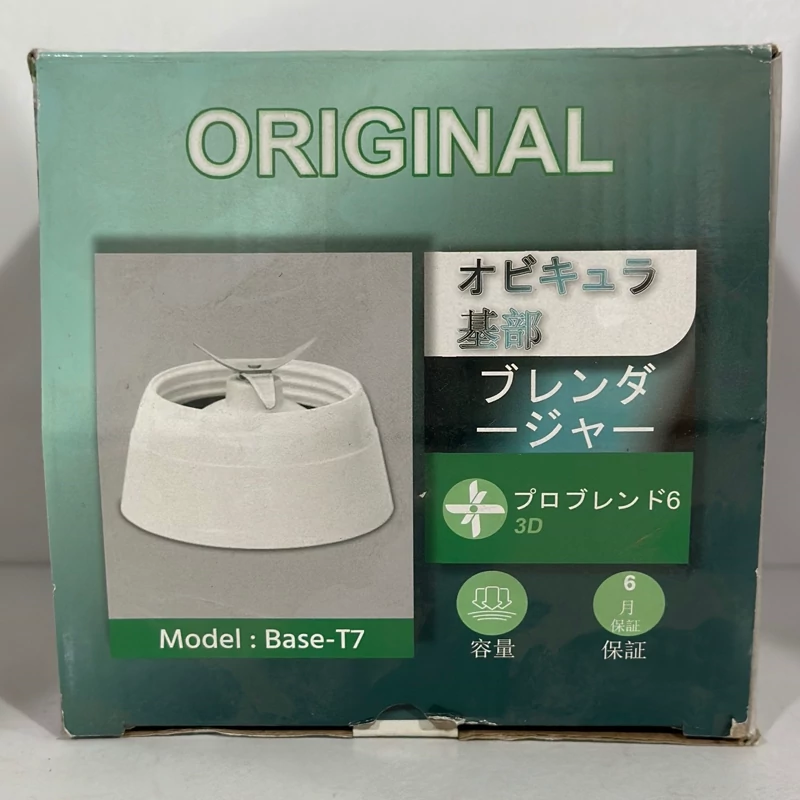 ORIGINAL
オビキュラ
基部
ブレンダ
ージャー
プロブレンド6
3D
6
月
保証
容量
保証
Model : Base-T7